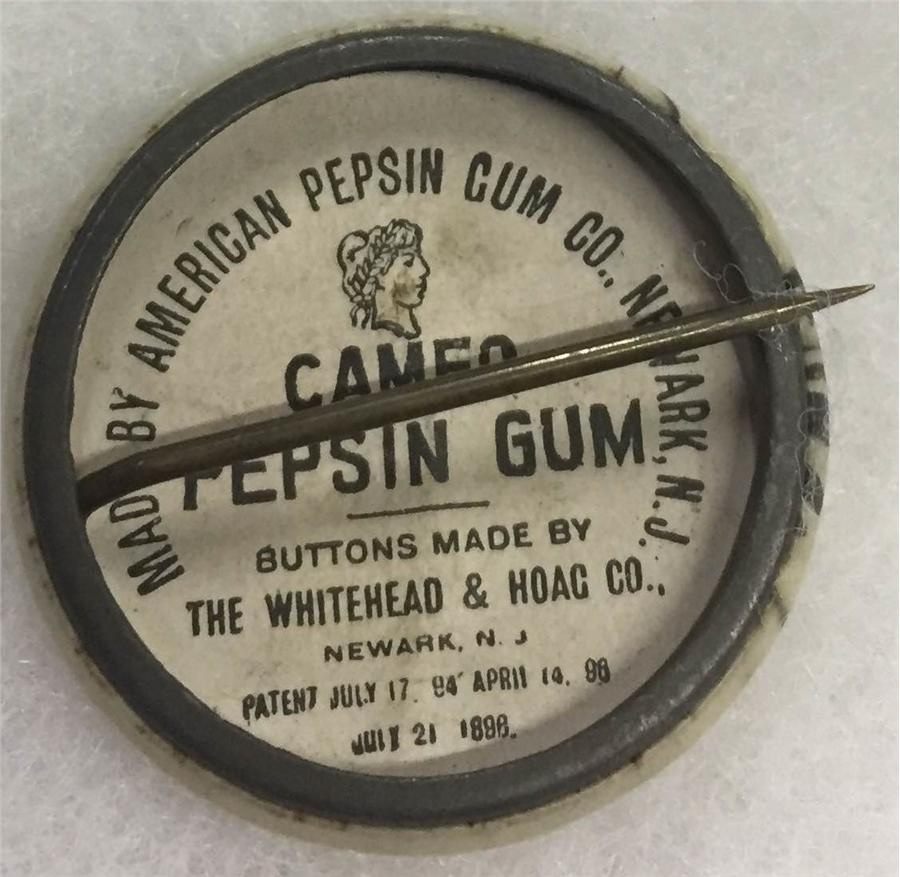 MADE BY AMERICAN PEPSIN GUM CO., NEWARK, N.J.
CAMEO
PEPSIN GUM
BUTTONS MADE BY
THE WHITEHEAD & HOAG CO.,
NEWARK, N. J
PATENT JULY 17. 94' APRIL 14. 96
JULY 21 1896.